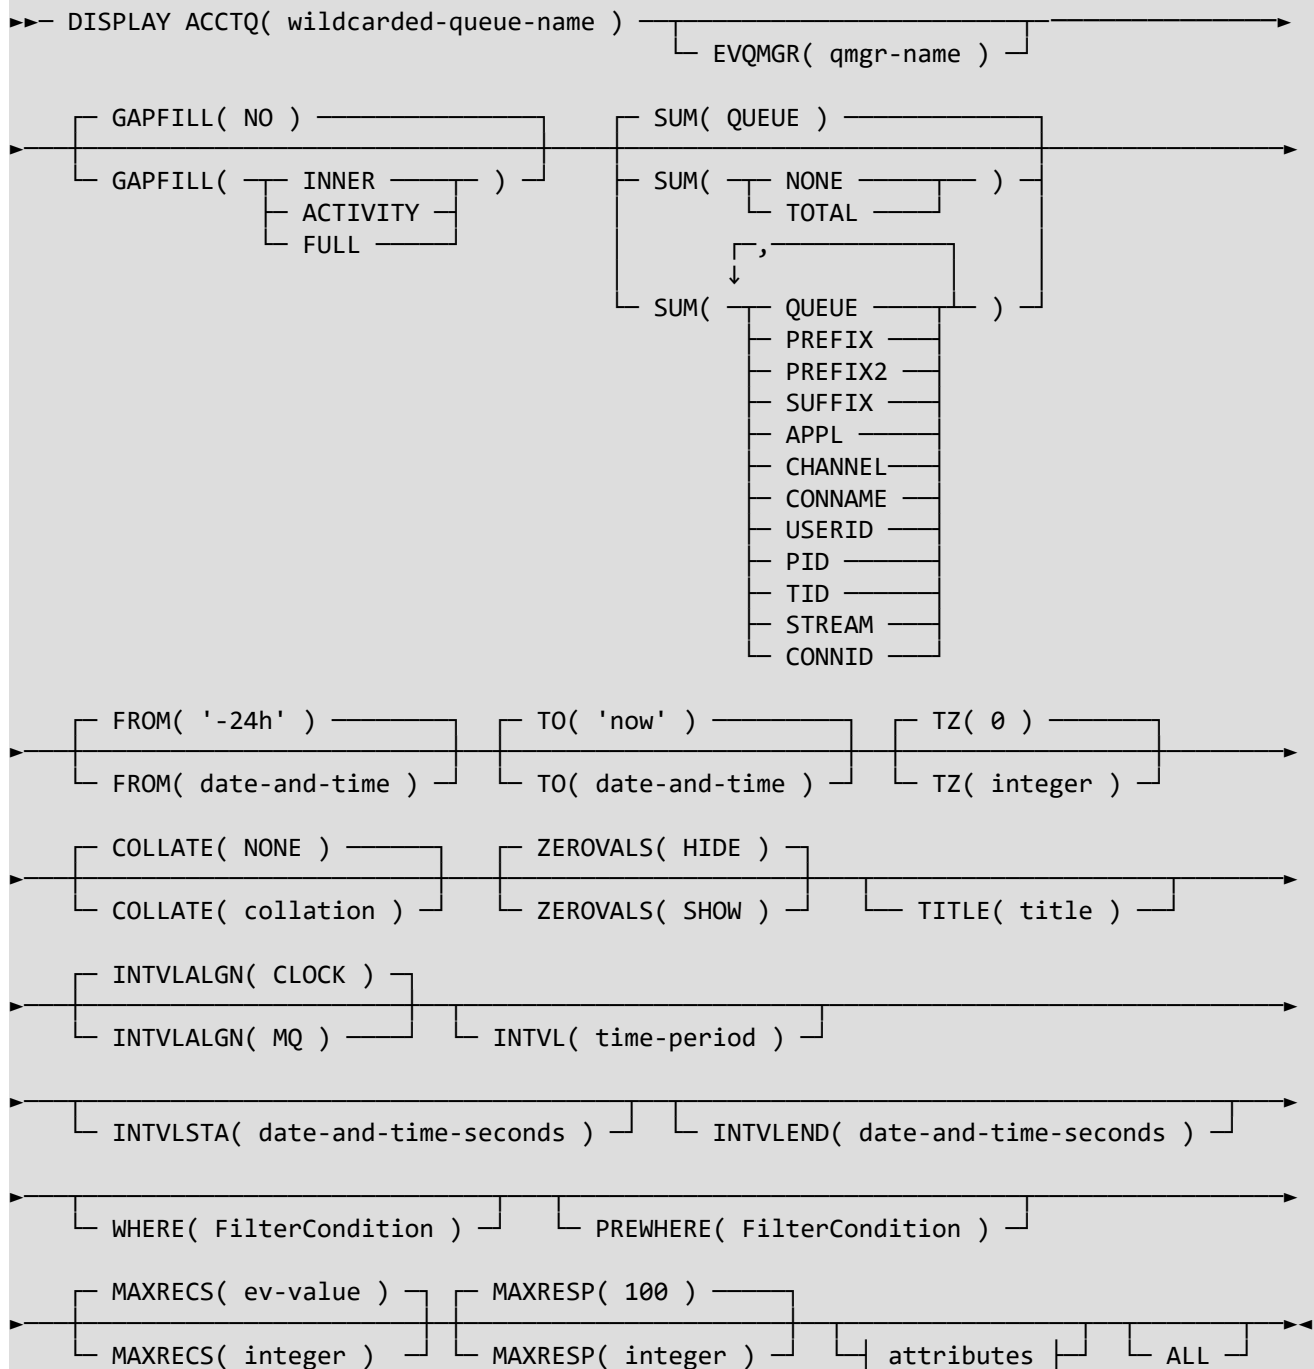 DISPLAY ACCTQ( wildcarded-queue-name )
EVQMGR( qmgr-name )
GAPFILL( NO ) SUM( QUEUE )
GAPFILL( INNER ) SUM( NONE )
ACTIVITY TOTAL
FULL ,
SUM( QUEUE )
PREFIX
PREFIX2
SUFFIX
APPL
CHANNEL
CONNAME
USERID
PID
TID
STREAM
CONNID
FROM( '-24h' ) TO( 'now' ) TZ( 0 )
FROM( date-and-time ) TO( date-and-time ) TZ( integer )
COLLATE( NONE ) ZEROVALS( HIDE )
COLLATE( collation ) ZEROVALS( SHOW ) TITLE( title )
INTVLALGN( CLOCK )
INTVLALGN( MQ ) INTVL( time-period )
INTVLSTA( date-and-time-seconds ) INTVLEND( date-and-time-seconds )
WHERE( FilterCondition ) PREWHERE( FilterCondition )
MAXRECS( ev-value ) MAXRESP( 100 )
MAXRECS( integer ) MAXRESP( integer ) attributes ALL